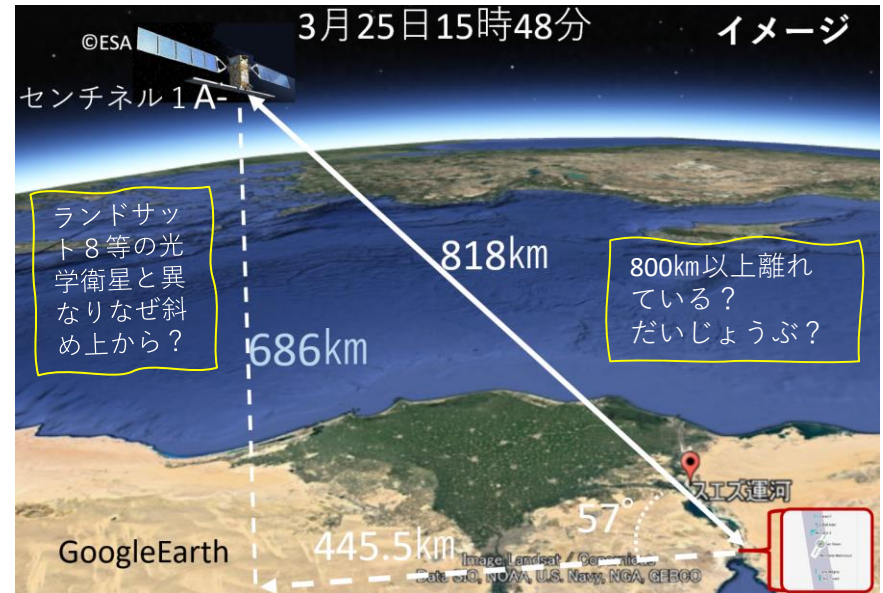 3月25日15時48分
イメージ
©ESA
センチネル１A-
ランドサッ
ト８等の光
学衛星と異
なりなぜ斜
め上から？
818㎞
800㎞以上離れ
ている？
だいじょうぶ？
686㎞
スエズ運河
57°
445.5㎞
GoogleEarth
Image Landsat / Copernicus
Data SIO, NOAA, U.S. Navy, NGA, GEBCO